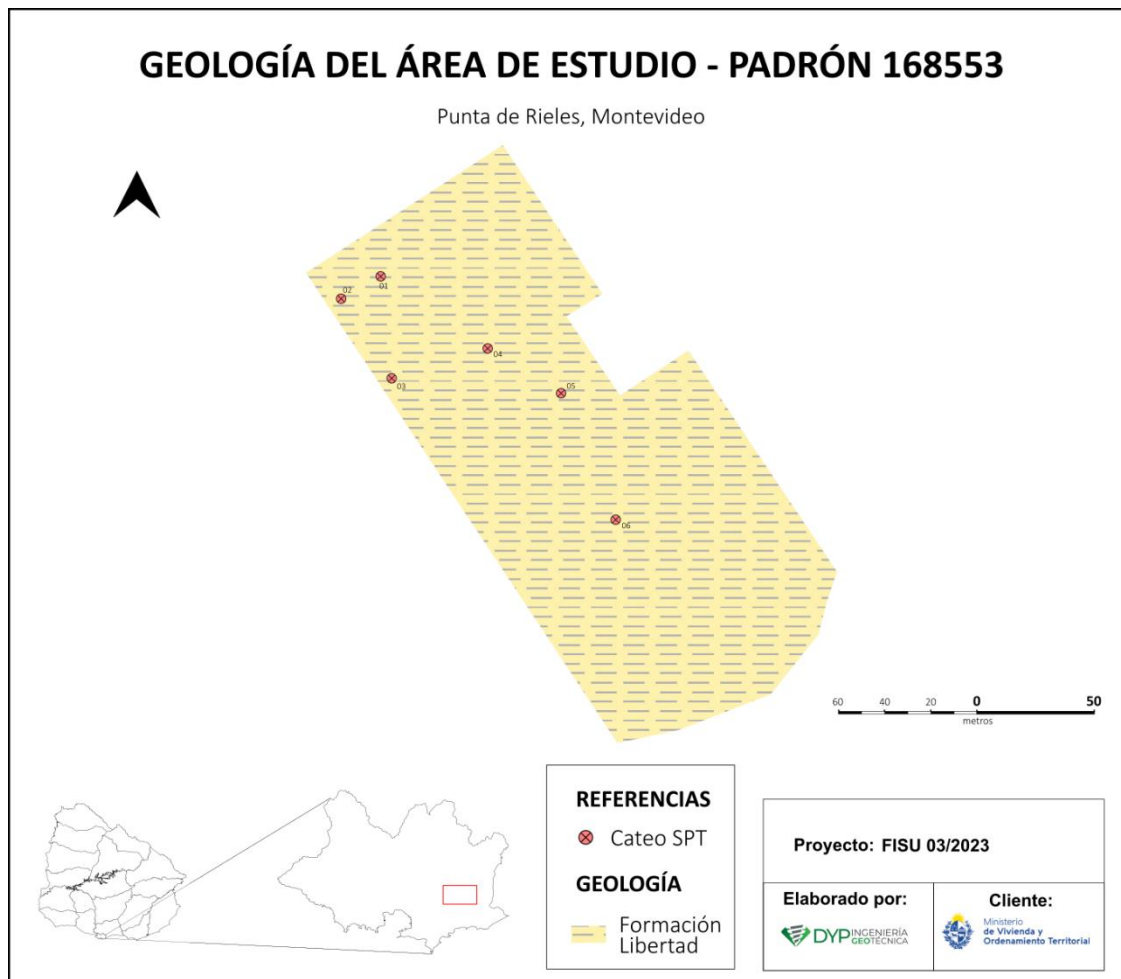 GEOLOGÍA DEL ÁREA DE ESTUDIO - PADRÓN 168553
Punta de Rieles, Montevideo
01
02
04
03
05
06
60 40 20 0 50
metros
REFERENCIAS
Cateo SPT
GEOLOGÍA
Formación
Libertad
Proyecto: FISU 03/2023
Elaborado por:
DYP INGENIERÍA
GEOTÉCNICA
Cliente:
Ministerio
de Vivienda y
Ordenamiento Territorial